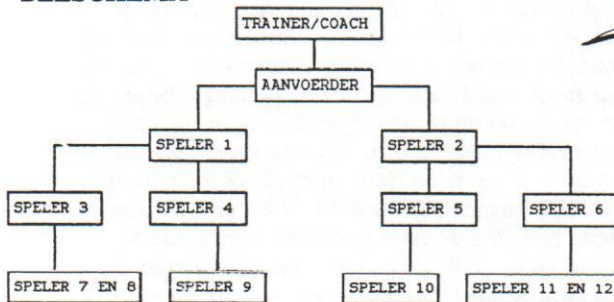 BELSCHEMA
TRAINER/COACH
AANVOERDER
SPELER 1
SPELER 2
SPELER 3
SPELER 4
SPELER 5
SPELER 6
SPELER 7 EN 8
SPELER 9
SPELER 10
SPELER 11 EN 12